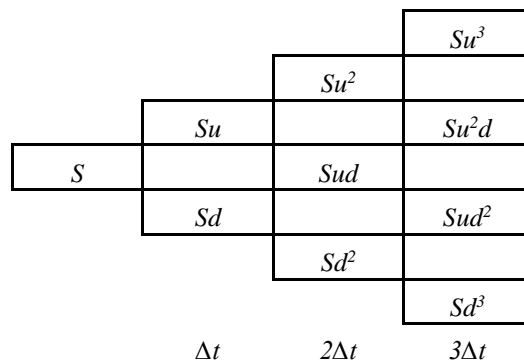 Su³
Su²
Su Su²d
S Sud
Sd Sud²
Sd²
Sd³
Δt 2Δt 3Δt